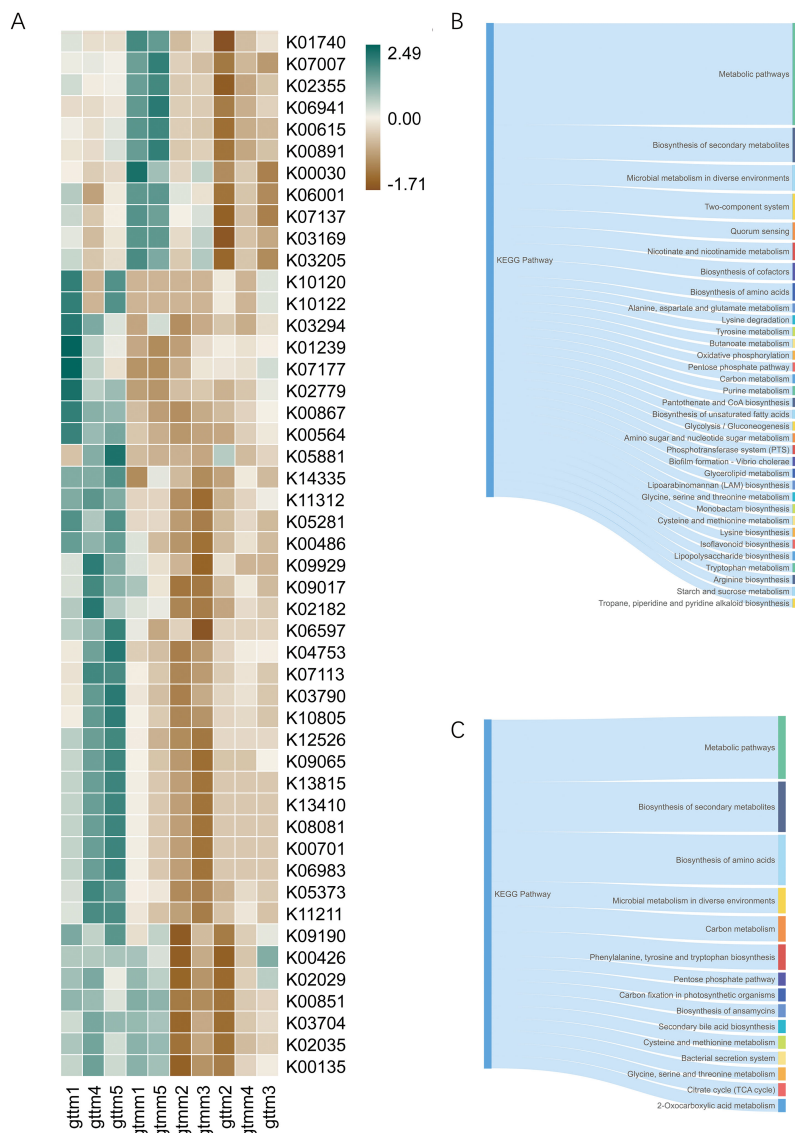 A
K01740
K07007
K02355
K06941
K00615
K00891
K00030
K06001
K07137
K03169
K03205
K10120
K10122
K03294
K01239
K07177
K02779
K00867
K00564
K05881
K14335
K11312
K05281
K00486
K09929
K09017
K02182
K06597
K04753
K07113
K03790
K10805
K12526
K09065
K13815
K13410
K08081
K00701
K06983
K05373
K11211
K09190
K00426
K02029
K00851
K03704
K02035
K00135
gttm1
gttm4
gttm5
gttmm1
gttmm5
gttmm2
gttmm3
gttm2
gttmm4
gttm3
2.49
0.00
-1.71
B
KEGG Pathway
Metabolic pathways
Biosynthesis of secondary metabolites
Microbial metabolism in diverse environments
Two-component system
Quorum sensing
Nicotinate and nicotinamide metabolism
Biosynthesis of cofactors
Biosynthesis of amino acids
Alanine, aspartate and glutamate metabolism
Lysine degradation
Tyrosine metabolism
Butanoate metabolism
Oxidative phosphorylation
Pentose phosphate pathway
Carbon metabolism
Purine metabolism
Pantothenate and CoA biosynthesis
Biosynthesis of unsaturated fatty acids
Glycolysis / Gluconeogenesis
Amino sugar and nucleotide sugar metabolism
Phosphotransferase system (PTS)
Biofilm formation - Vibrio cholerae
Glycerolipid metabolism
Lipoarabinomannan (LAM) biosynthesis
Glycine, serine and threonine metabolism
Monobactam biosynthesis
Cysteine and methionine metabolism
Lysine biosynthesis
Isoflavonoid biosynthesis
Lipopolysaccharide biosynthesis
Tryptophan metabolism
Arginine biosynthesis
Starch and sucrose metabolism
Tropane, piperidine and pyridine alkaloid biosynthesis
C
KEGG Pathway
Metabolic pathways
Biosynthesis of secondary metabolites
Biosynthesis of amino acids
Microbial metabolism in diverse environments
Carbon metabolism
Phenylalanine, tyrosine and tryptophan biosynthesis
Pentose phosphate pathway
Carbon fixation in photosynthetic organisms
Biosynthesis of ansamycins
Secondary bile acid biosynthesis
Cysteine and methionine metabolism
Bacterial secretion system
Glycine, serine and threonine metabolism
Citrate cycle (TCA cycle)
2-Oxocarboxylic acid metabolism